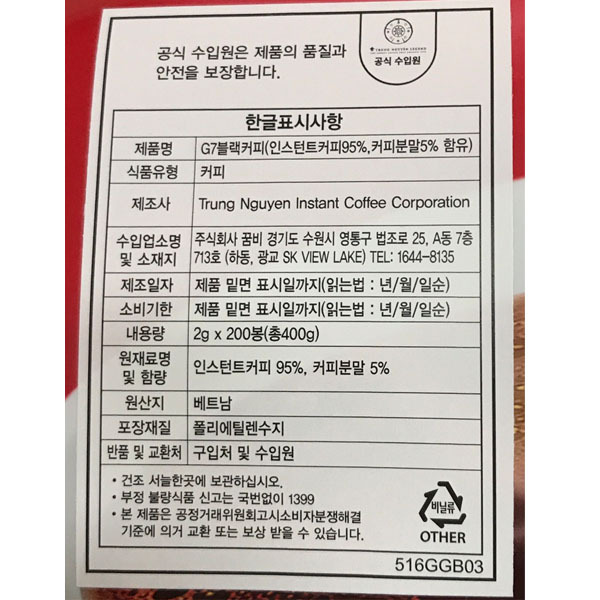 공식 수입원은 제품의 품질과
안전을 보장합니다.
TRUNG NGUYEN LEGEND
공식 수입원
한글표시사항
제품명 G7블랙커피(인스턴트커피95%,커피분말5% 함유)
식품유형 커피
제조사 Trung Nguyen Instant Coffee Corporation
수입업소명 주식회사 꿈비 경기도 수원시 영통구 법조로 25, A동 7층
및 소재지 713호 (하동, 광교 SK VIEW LAKE) TEL: 1644-8135
제조일자 제품 밑면 표시일까지(읽는법 : 년/월/일순)
소비기한 제품 밑면 표시일까지(읽는법 : 년/월/일순)
내용량 2g x 200봉(총400g)
원재료명
및 함량 인스턴트커피 95%, 커피분말 5%
원산지 베트남
포장재질 폴리에틸렌수지
반품 및 교환처 구입처 및 수입원
• 건조 서늘한곳에 보관하십시오.
• 부정 불량식품 신고는 국번없이 1399
• 본 제품은 공정거래위원회고시소비자분쟁해결
기준에 의거 교환 또는 보상 받을 수 있습니다.
비닐류
OTHER
516GGB03